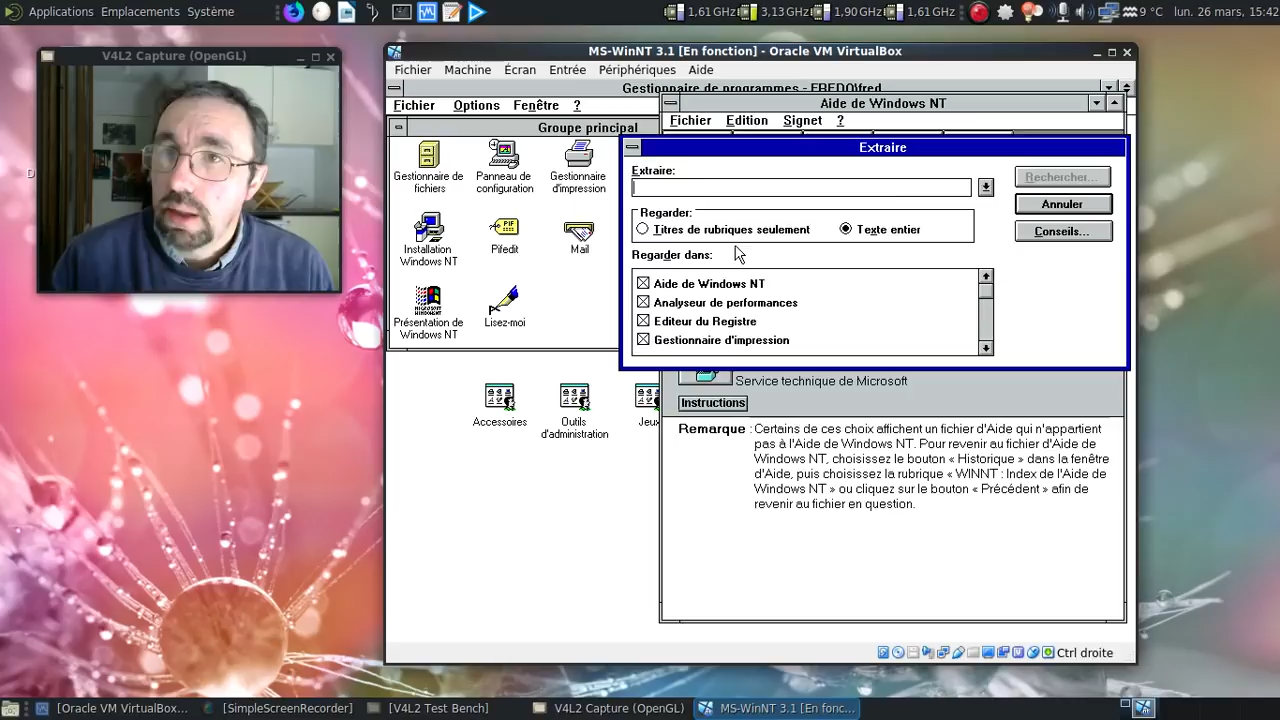 Applications Emplacements Système
1,61 GHz 3,13 GHz 1,90 GHz 1,61 GHz 9 °C lun. 26 mars, 15:42
V4L2 Capture (OpenGL)
MS-WinNT 3.1 [En fonction] - Oracle VM VirtualBox
Fichier Machine Écran Entrée Périphériques Aide
Gestionnaire de programmes - FREDO\fred
Fichier Options Fenêtre ?
Aide de Windows NT
Fichier Edition Signet ?
Groupe principal
Gestionnaire de fichiers
Panneau de configuration
Gestionnaire d'impression
Installation Windows NT
Pifedit
Mail
Présentation de Windows NT
Lisez-moi
Accessoires
Outils d'administration
Jeux
Extraire
Extraire:
Rechercher...
Regarder:
Titres de rubriques seulement
Texte entier
Annuler
Conseils...
Regarder dans:
Aide de Windows NT
Analyseur de performances
Editeur du Registre
Gestionnaire d'impression
Service technique de Microsoft
Instructions
Remarque : Certains de ces choix affichent un fichier d'Aide qui n'appartient
pas à l'Aide de Windows NT. Pour revenir au fichier d'Aide de
Windows NT, choisissez le bouton « Historique » dans la fenêtre
d'Aide, puis choisissez la rubrique « WINNT : Index de l'Aide de
Windows NT » ou cliquez sur le bouton « Précédent » afin de
revenir au fichier en question.
Ctrl droite
[Oracle VM VirtualBox... [SimpleScreenRecorder] [V4L2 Test Bench] V4L2 Capture (OpenGL) MS-WinNT 3.1 [En fonc...